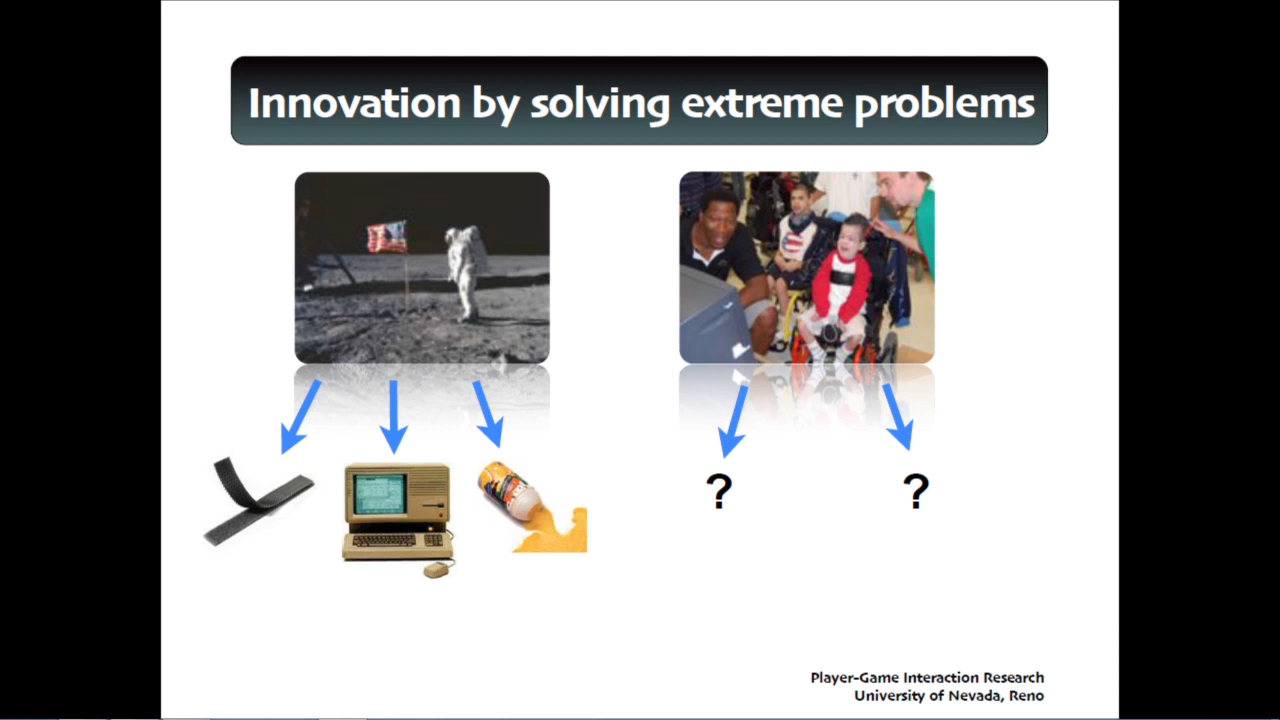 Innovation by solving extreme problems
? ?
Player-Game Interaction Research
University of Nevada, Reno